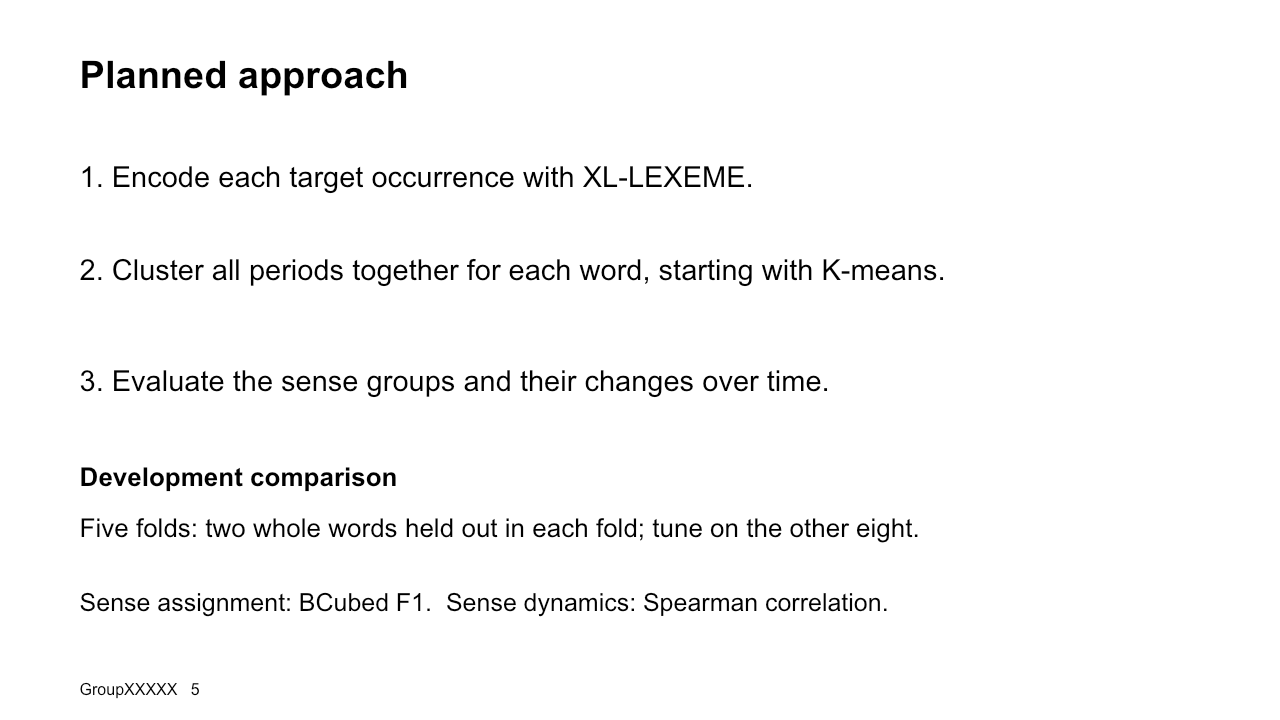 Planned approach
1. Encode each target occurrence with XL-LEXEME.
2. Cluster all periods together for each word, starting with K-means.
3. Evaluate the sense groups and their changes over time.
Development comparison
Five folds: two whole words held out in each fold; tune on the other eight.
Sense assignment: BCubed F1.  Sense dynamics: Spearman correlation.
GroupXXXXX   5